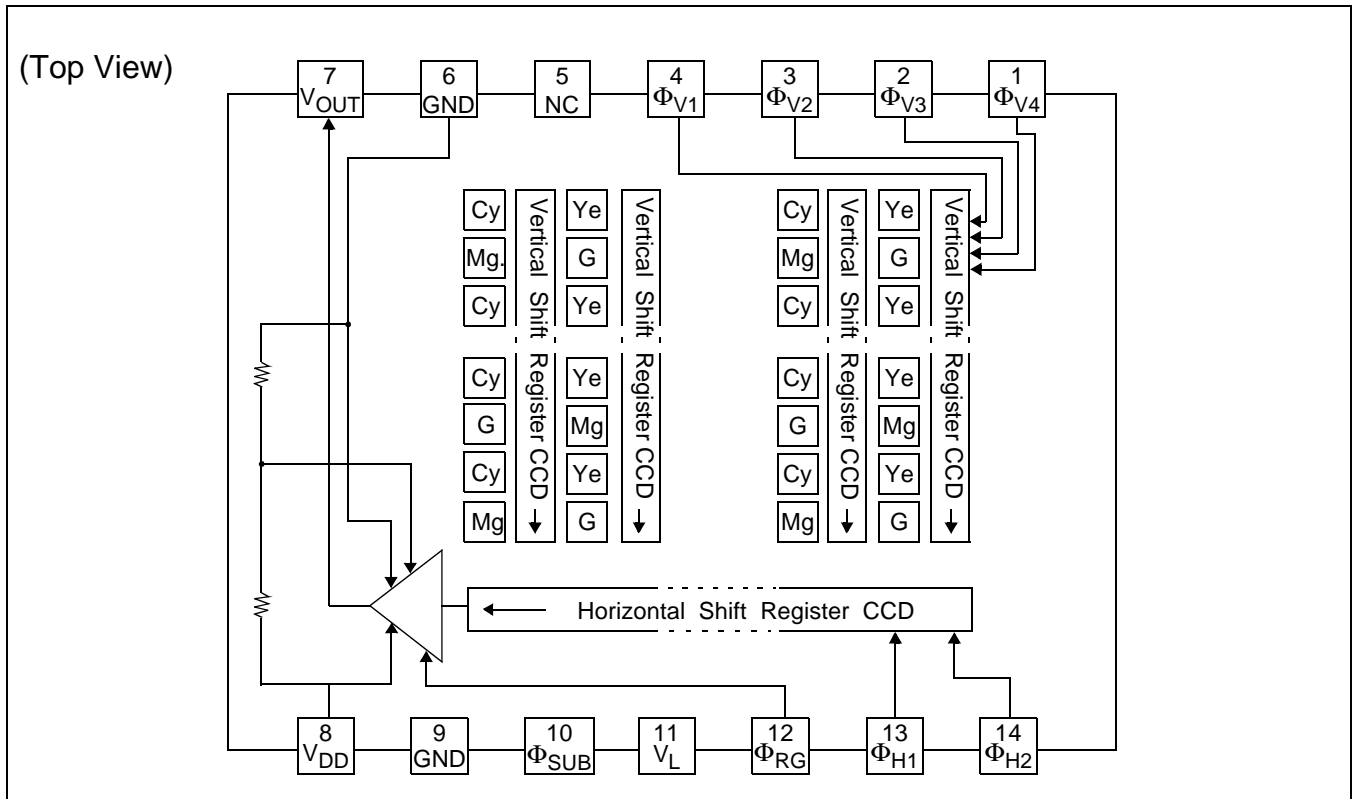 (Top View)
7 6 5 4 3 2 1
VOUT GND NC ΦV1 ΦV2 ΦV3 ΦV4
Cy Ye Cy Ye
Mg. G Mg G
Cy Ye Cy Ye
Cy Ye Cy Ye
G Mg G Mg
Cy Ye Cy Ye
Mg G Mg G
Vertical Shift Register CCD
Vertical Shift Register CCD
Vertical Shift Register CCD
Vertical Shift Register CCD
Horizontal Shift Register CCD
8 9 10 11 12 13 14
VDD GND ΦSUB VL ΦRG ΦH1 ΦH2